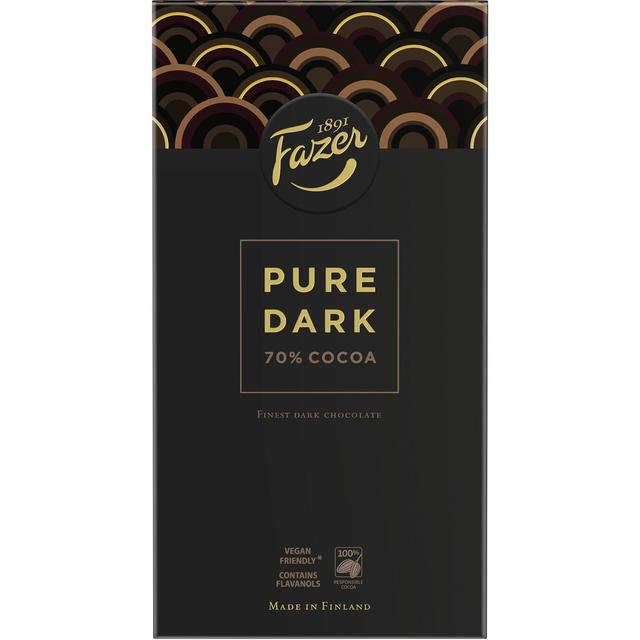 1891
Fazer
PURE
DARK
70% COCOA
FINEST DARK CHOCOLATE
VEGAN
FRIENDLY*
CONTAINS
FLAVANOLS
100%
RESPONSIBLE
COCOA
MADE IN FINLAND